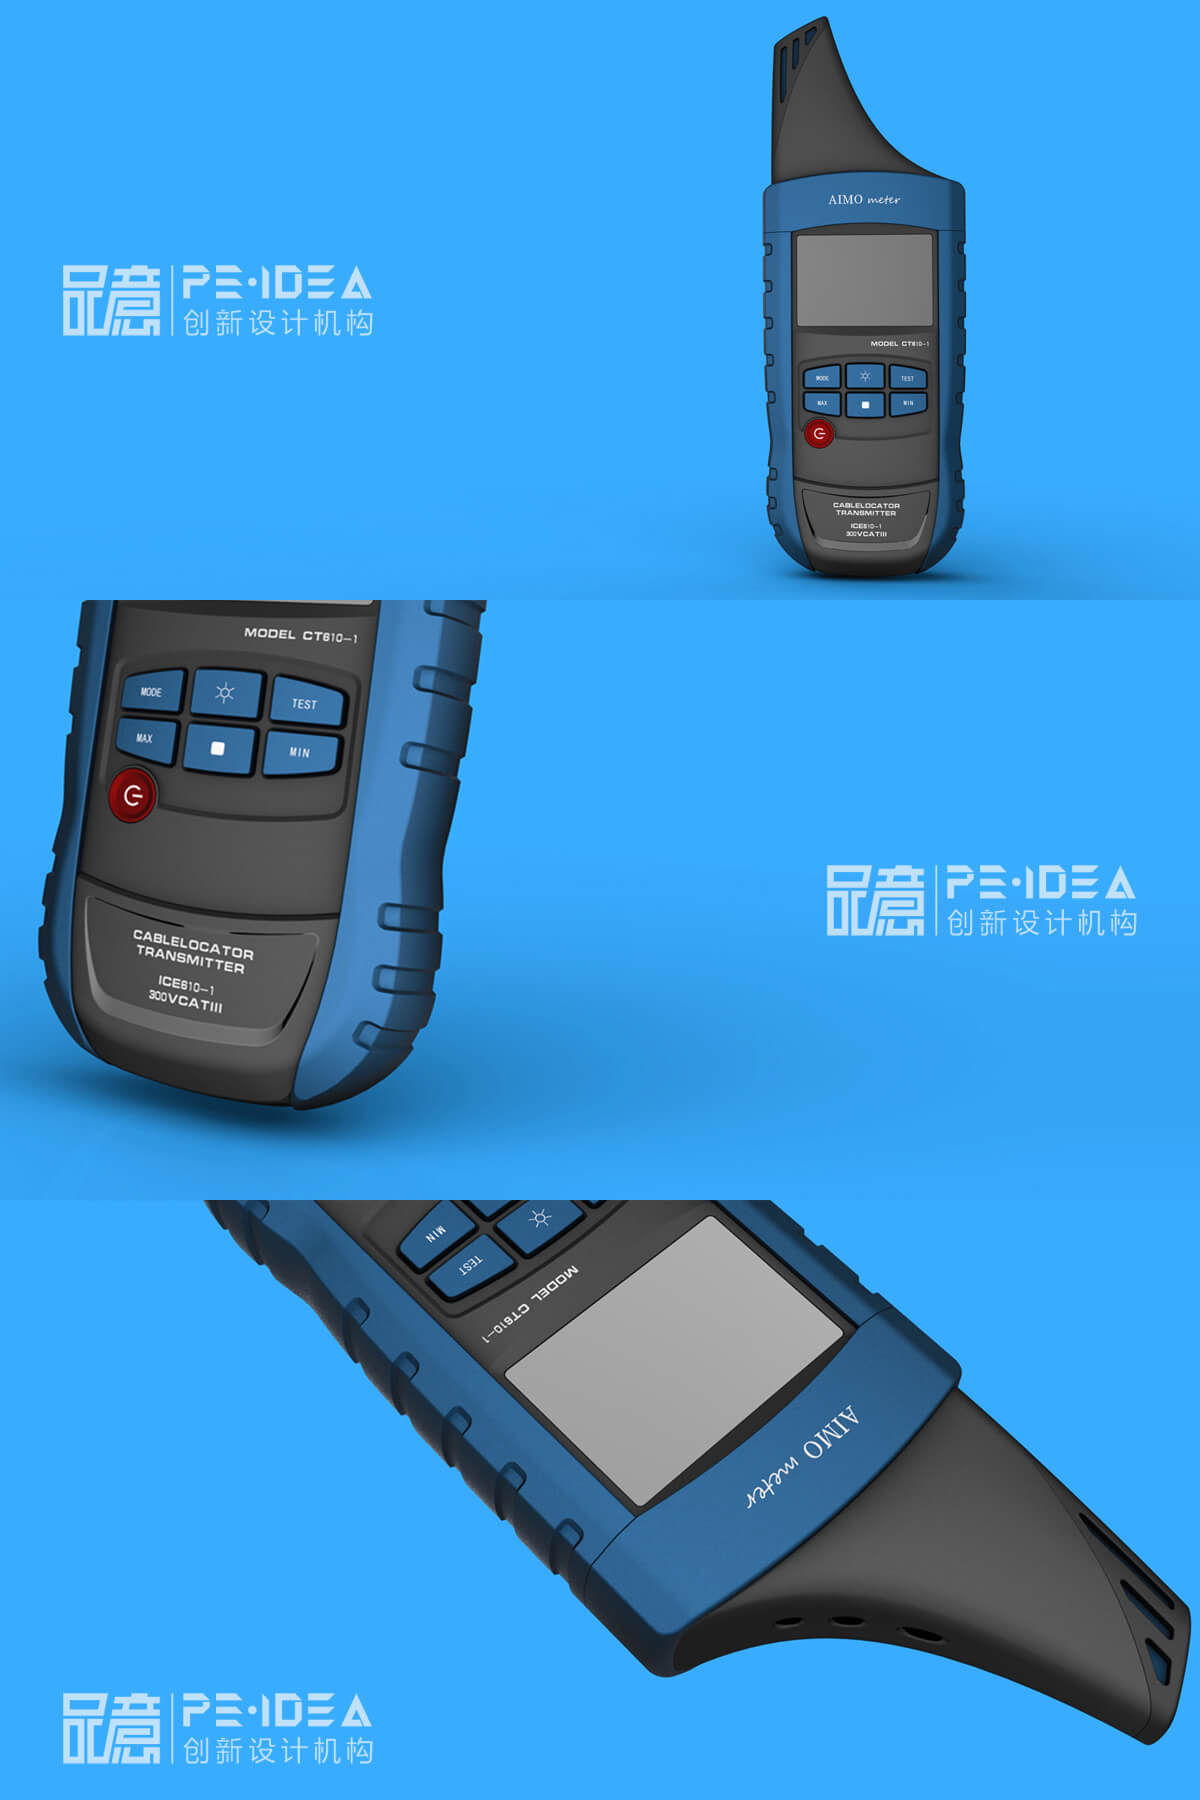 AIMO meter
品意 PE·IDEA
创新设计机构
MODEL CT610-1
MODE
TEST
MAX
MIN
CABLELOCATOR
TRANSMITTER
ICE610-1
300VCATIII
MODEL CT610-1
MODE
TEST
MAX
MIN
品意 PE·IDEA
创新设计机构
CABLELOCATOR
TRANSMITTER
ICE610-1
300VCATIII
MIN
TEST
MODEL CT610-1
AIMO meter
品意 PE·IDEA
创新设计机构